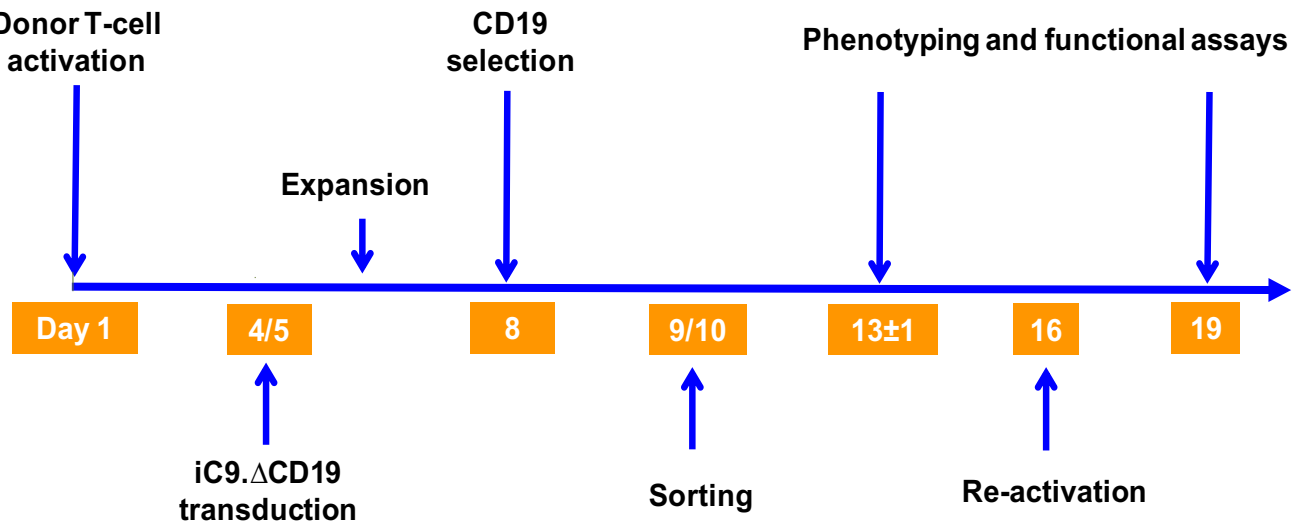 Donor T-cell
activation
CD19
selection
Phenotyping and functional assays
Expansion
Day 1
4/5
8
9/10
13±1
16
19
iC9.∆CD19
transduction
Sorting
Re-activation